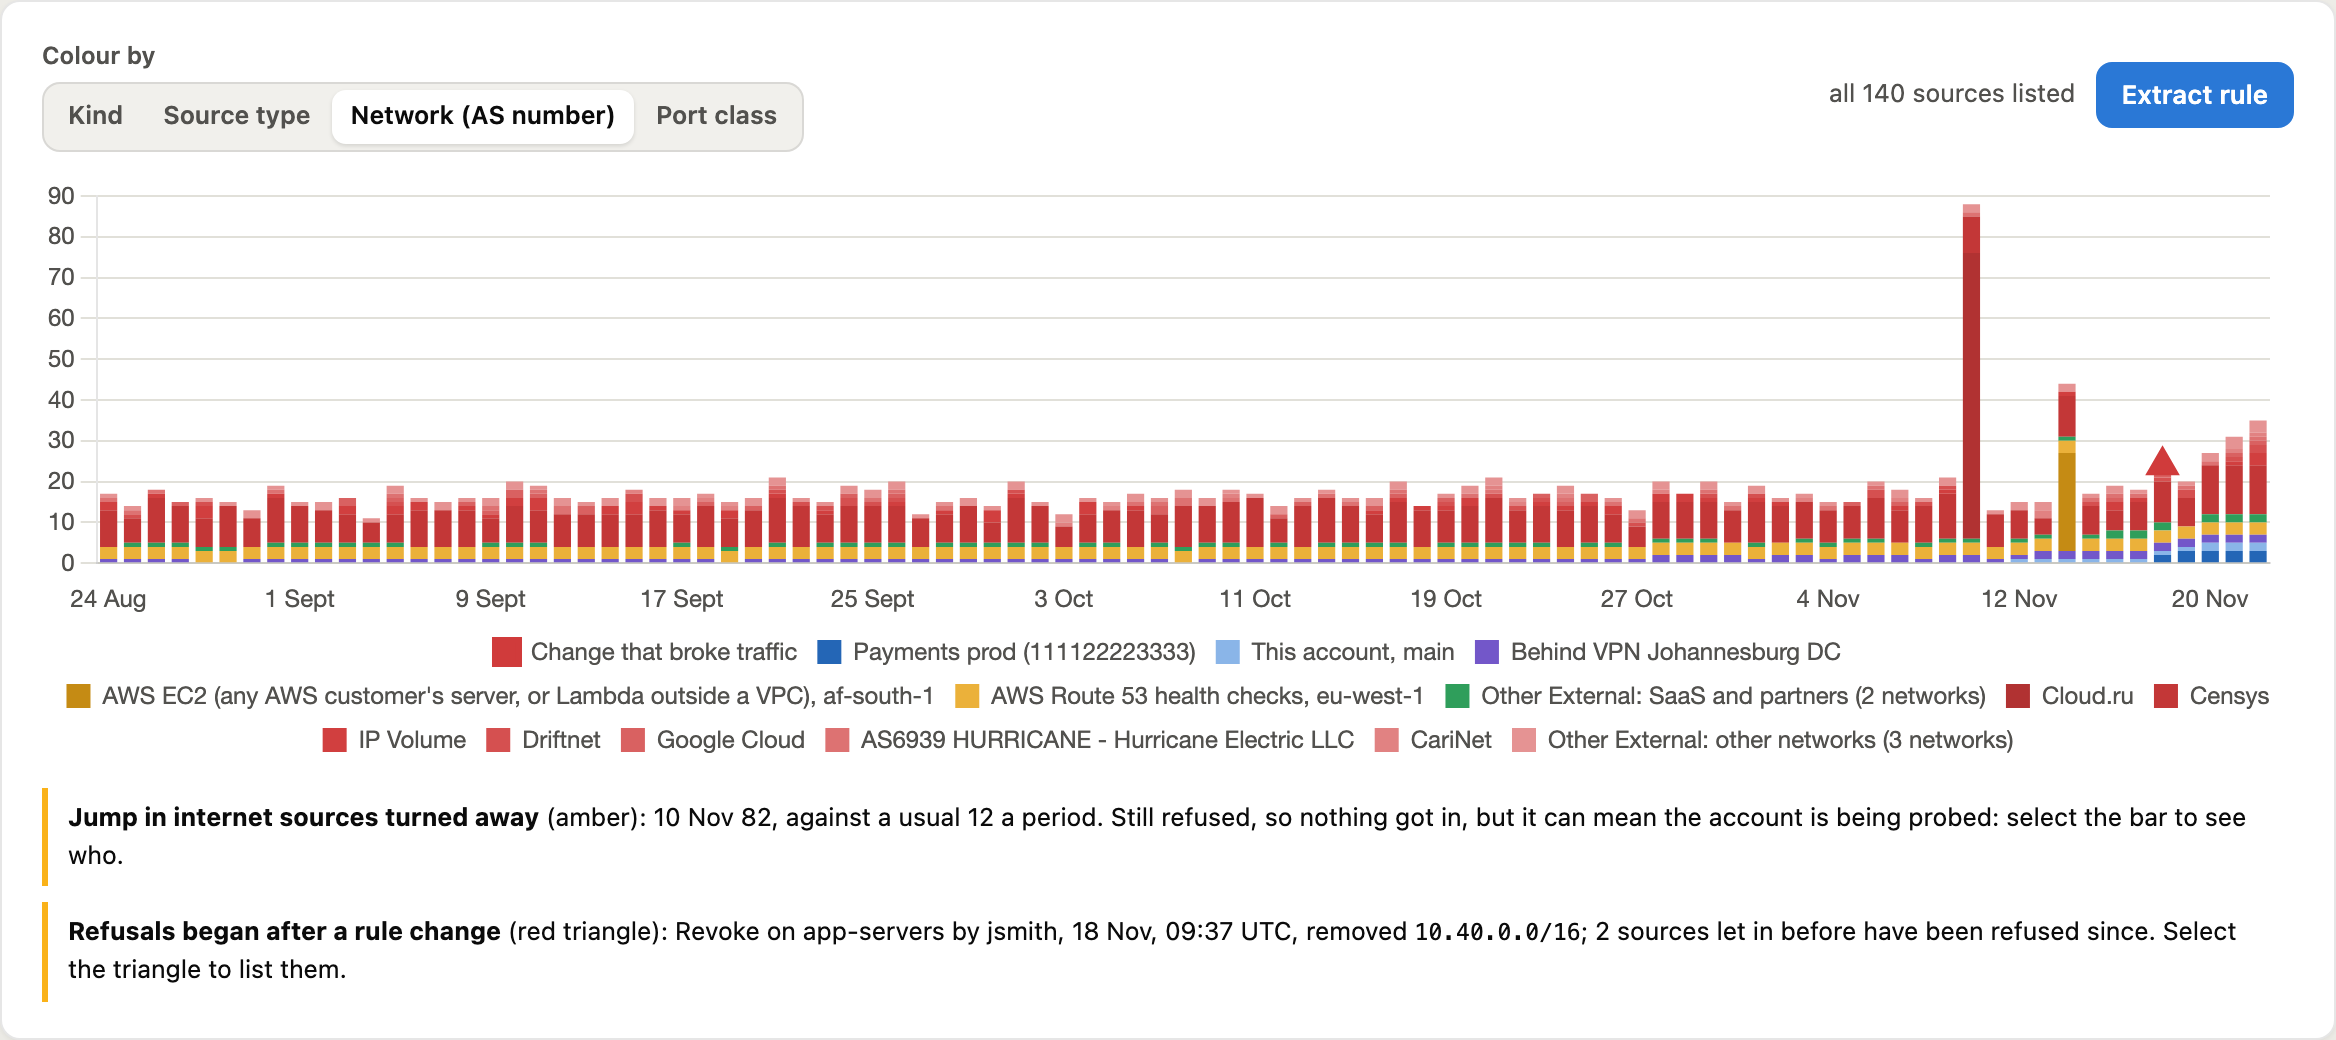 Colour by
Kind Source type Network (AS number) Port class
all 140 sources listed Extract rule
90
80
70
60
50
40
30
20
10
0
24 Aug 1 Sept 9 Sept 17 Sept 25 Sept 3 Oct 11 Oct 19 Oct 27 Oct 4 Nov 12 Nov 20 Nov
Change that broke traffic Payments prod (111122223333) This account, main Behind VPN Johannesburg DC
AWS EC2 (any AWS customer's server, or Lambda outside a VPC), af-south-1 AWS Route 53 health checks, eu-west-1 Other External: SaaS and partners (2 networks) Cloud.ru Censys
IP Volume Driftnet Google Cloud AS6939 HURRICANE - Hurricane Electric LLC CariNet Other External: other networks (3 networks)
Jump in internet sources turned away (amber): 10 Nov 82, against a usual 12 a period. Still refused, so nothing got in, but it can mean the account is being probed: select the bar to see
who.
Refusals began after a rule change (red triangle): Revoke on app-servers by jsmith, 18 Nov, 09:37 UTC, removed 10.40.0.0/16; 2 sources let in before have been refused since. Select
the triangle to list them.